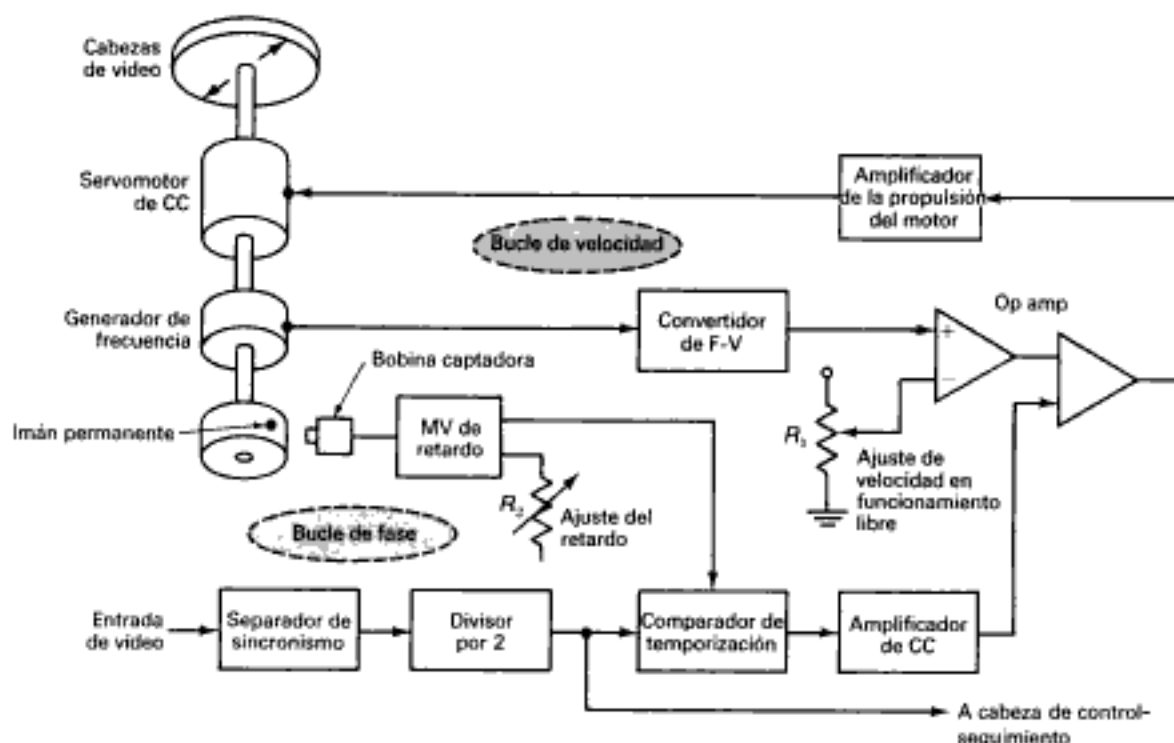 Cabezas
de video
Servomotor
de CC
Amplificador
de la propulsión
del motor
Bucle de velocidad
Generador de
frecuencia
Convertidor
de F-V
Op amp
+
−
Bobina captadora
Imán permanente
MV de
retardo
R₁
Ajuste de
velocidad en
funcionamiento
libre
R₂
Ajuste del
retardo
Bucle de fase
Entrada
de video
Separador de
sincronismo
Divisor
por 2
Comparador de
temporización
Amplificador
de CC
A cabeza de control-
seguimiento